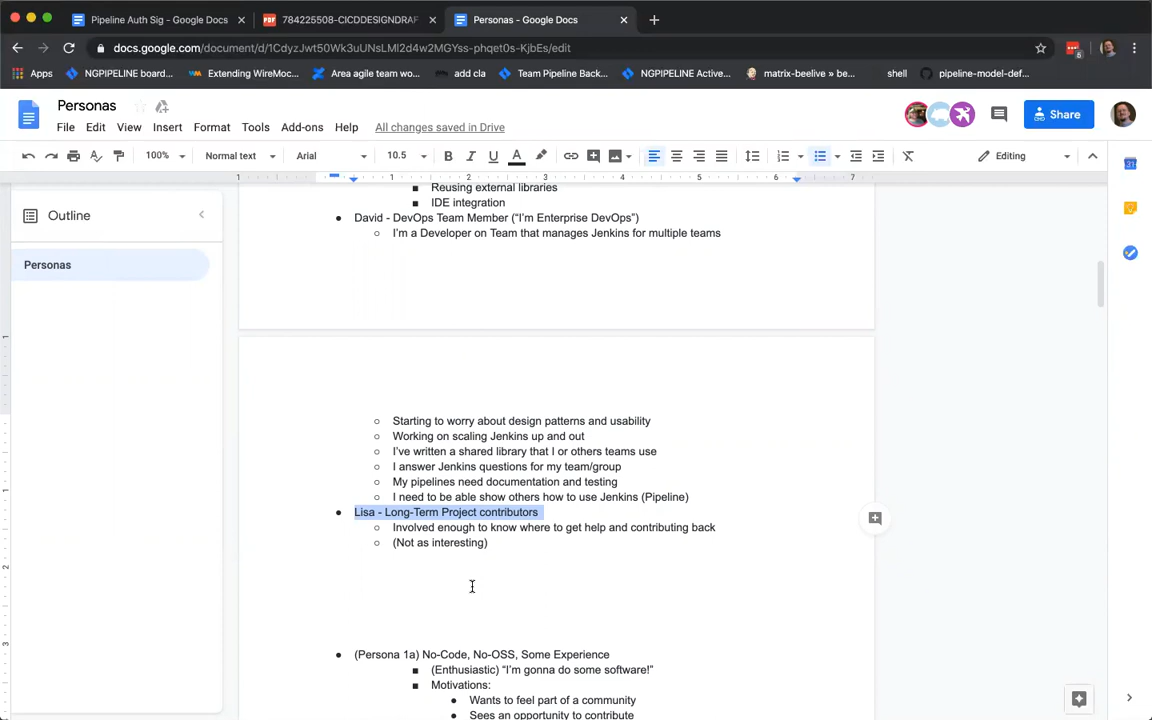 Pipeline Auth Sig - Google Docs
784225508-CICDDESIGNDRAF
Personas - Google Docs
docs.google.com/document/d/1CdyzJwt50Wk3uUNsLMl2d4w2MGYss-phqet0s-KjbEs/edit
Apps
NGPIPELINE board...
Extending WireMoc...
Area agile team wo...
add cla
Team Pipeline Back...
NGPIPELINE Active...
matrix-beelive » be...
shell
pipeline-model-def...
Personas
File Edit View Insert Format Tools Add-ons Help All changes saved in Drive
Share
100% Normal text Arial 10.5 B I U A Editing
1 1 2 3 4 5 6 7
Outline
Personas
Reusing external libraries
IDE integration
David - DevOps Team Member (“I’m Enterprise DevOps”)
I’m a Developer on Team that manages Jenkins for multiple teams
Starting to worry about design patterns and usability
Working on scaling Jenkins up and out
I’ve written a shared library that I or others teams use
I answer Jenkins questions for my team/group
My pipelines need documentation and testing
I need to be able show others how to use Jenkins (Pipeline)
Lisa - Long-Term Project contributors
Involved enough to know where to get help and contributing back
(Not as interesting)
(Persona 1a) No-Code, No-OSS, Some Experience
(Enthusiastic) “I’m gonna do some software!”
Motivations:
Wants to feel part of a community
Sees an opportunity to contribute